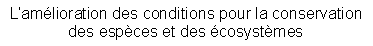 L'amélioration des conditions pour la conservation
des espèces et des écosystèmes